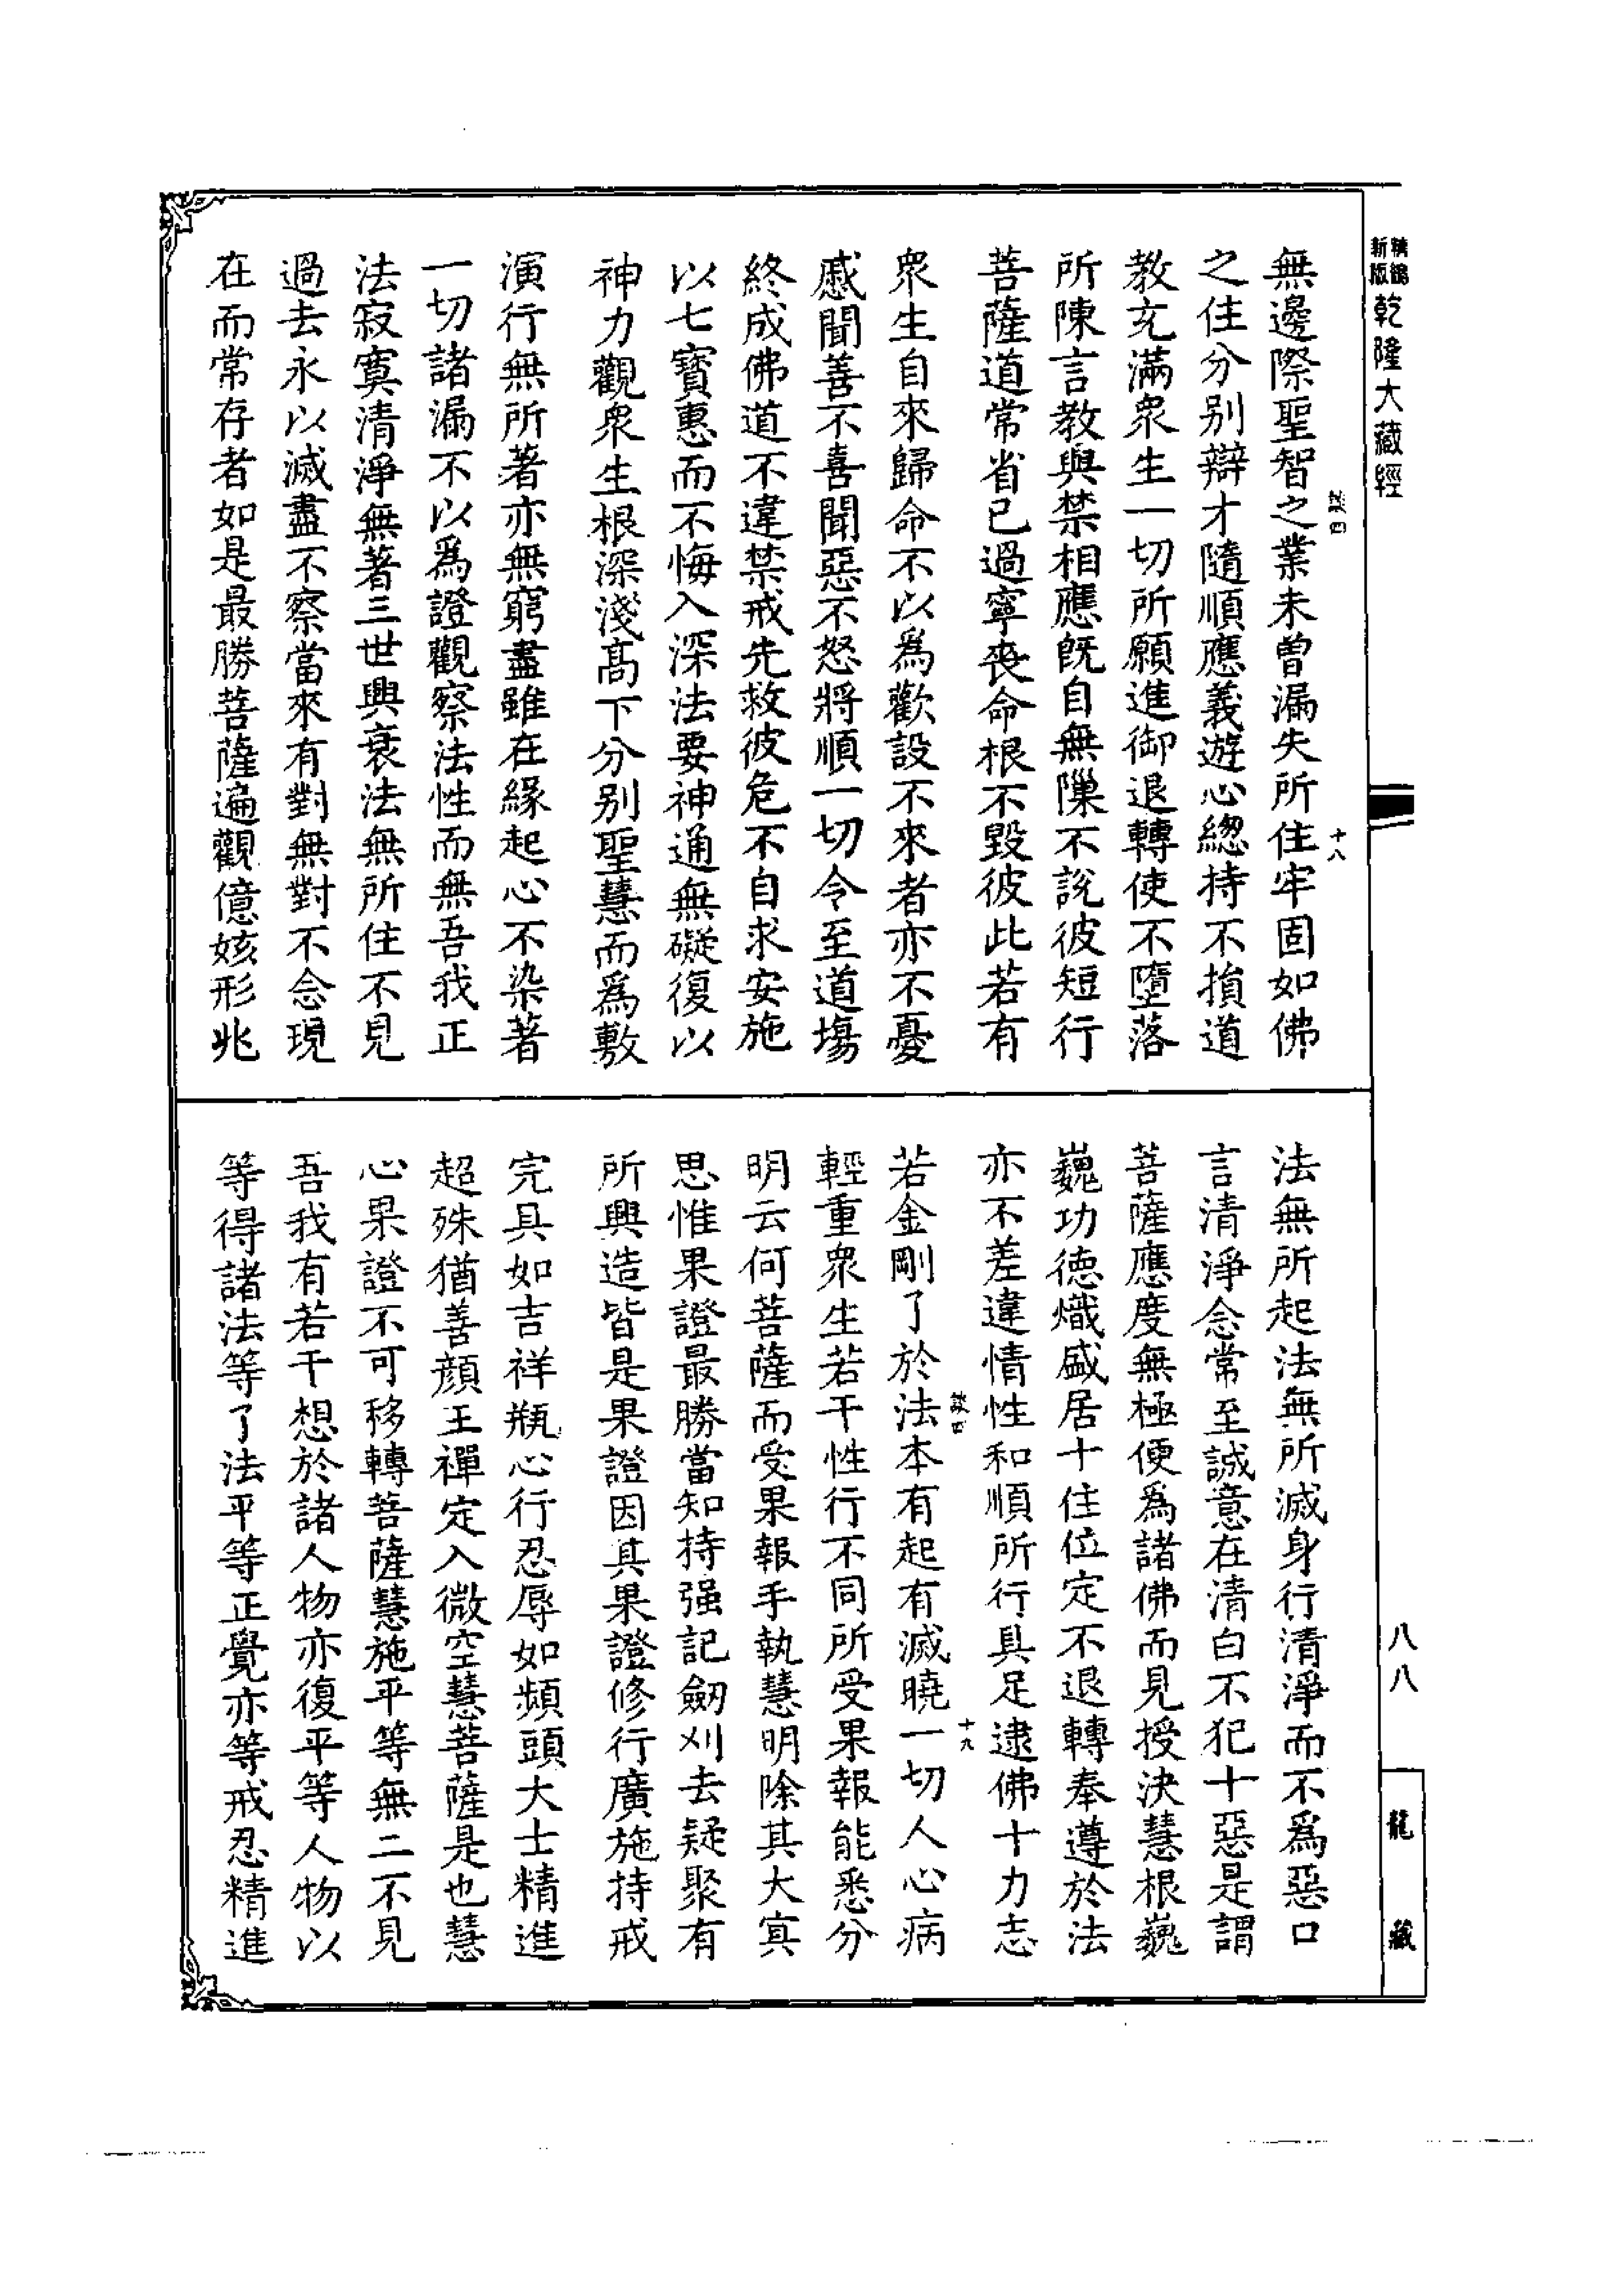 新編
新版
乾隆大藏經
談四
十八
無邊際聖智之業未曾漏失所住牢固如佛
之住分别辯才隨順應義遊心緫持不損道
教充滿衆生一切所願進御退轉使不墮落
所陳言教與禁相應旣自無隟不說彼短行
菩薩道常省已過寧喪命根不毀彼此若有
衆生自來歸命不以爲歡設不來者亦不憂
慼聞善不喜聞惡不怒將順一切令至道塲
終成佛道不違禁戒先救彼危不自求安施
以七寶惠而不悔入深法要神通無礙復以
神力觀衆生根深淺高下分别聖慧而爲敷
演行無所著亦無窮盡雖在緣起心不染著
一切諸漏不以爲證觀察法性而無吾我正
法寂寞清淨無著三世興衰法無所住不見
過去永以滅盡不察當來有對無對不念現
在而常存者如是最勝菩薩遍觀億姟形兆
法無所起法無所滅身行清淨而不爲惡口
言清淨念常至誠意在清白不犯十惡是謂
菩薩應度無極便爲諸佛而見授決慧根巍
巍功德熾盛居十住位定不退轉奉遵於法
亦不差違情性和順所行具足逮佛十力志
談四
十九
若金剛了於法本有起有滅曉一切人心病
輕重衆生若干性行不同所受果報能悉分
明云何菩薩而受果報手執慧明除其大寘
思惟果證最勝當知持强記劒刈去疑聚有
所興造皆是果證因其果證修行廣施持戒
完具如吉祥瓶心行忍辱如須頭大士精進
超殊猶善顏王禪定入微空慧菩薩是也慧
心果證不可移轉菩薩慧施平等無二不見
吾我有若干想於諸人物亦復平等人物以
等得諸法等了法平等正覺亦等戒忍精進
八八
龍藏